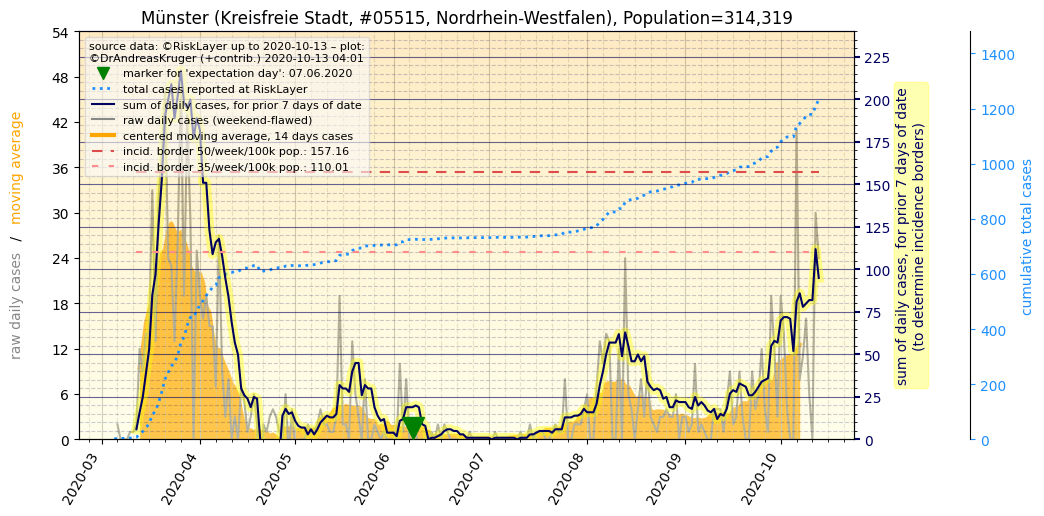 Münster (Kreisfreie Stadt, #05515, Nordrhein-Westfalen), Population=314,319
source data: ©RiskLayer up to 2020-10-13 – plot:
©DrAndreasKruger (+contrib.) 2020-10-13 04:01
marker for 'expectation day': 07.06.2020
total cases reported at RiskLayer
sum of daily cases, for prior 7 days of date
raw daily cases (weekend-flawed)
centered moving average, 14 days cases
incid. border 50/week/100k pop.: 157.16
incid. border 35/week/100k pop.: 110.01
raw daily cases / moving average
54
48
42
36
30
24
18
12
6
0
2020-03
2020-04
2020-05
2020-06
2020-07
2020-08
2020-09
2020-10
225
200
175
150
125
100
75
50
25
0
sum of daily cases, for prior 7 days of date
(to determine incidence borders)
1400
1200
1000
800
600
400
200
0
cumulative total cases